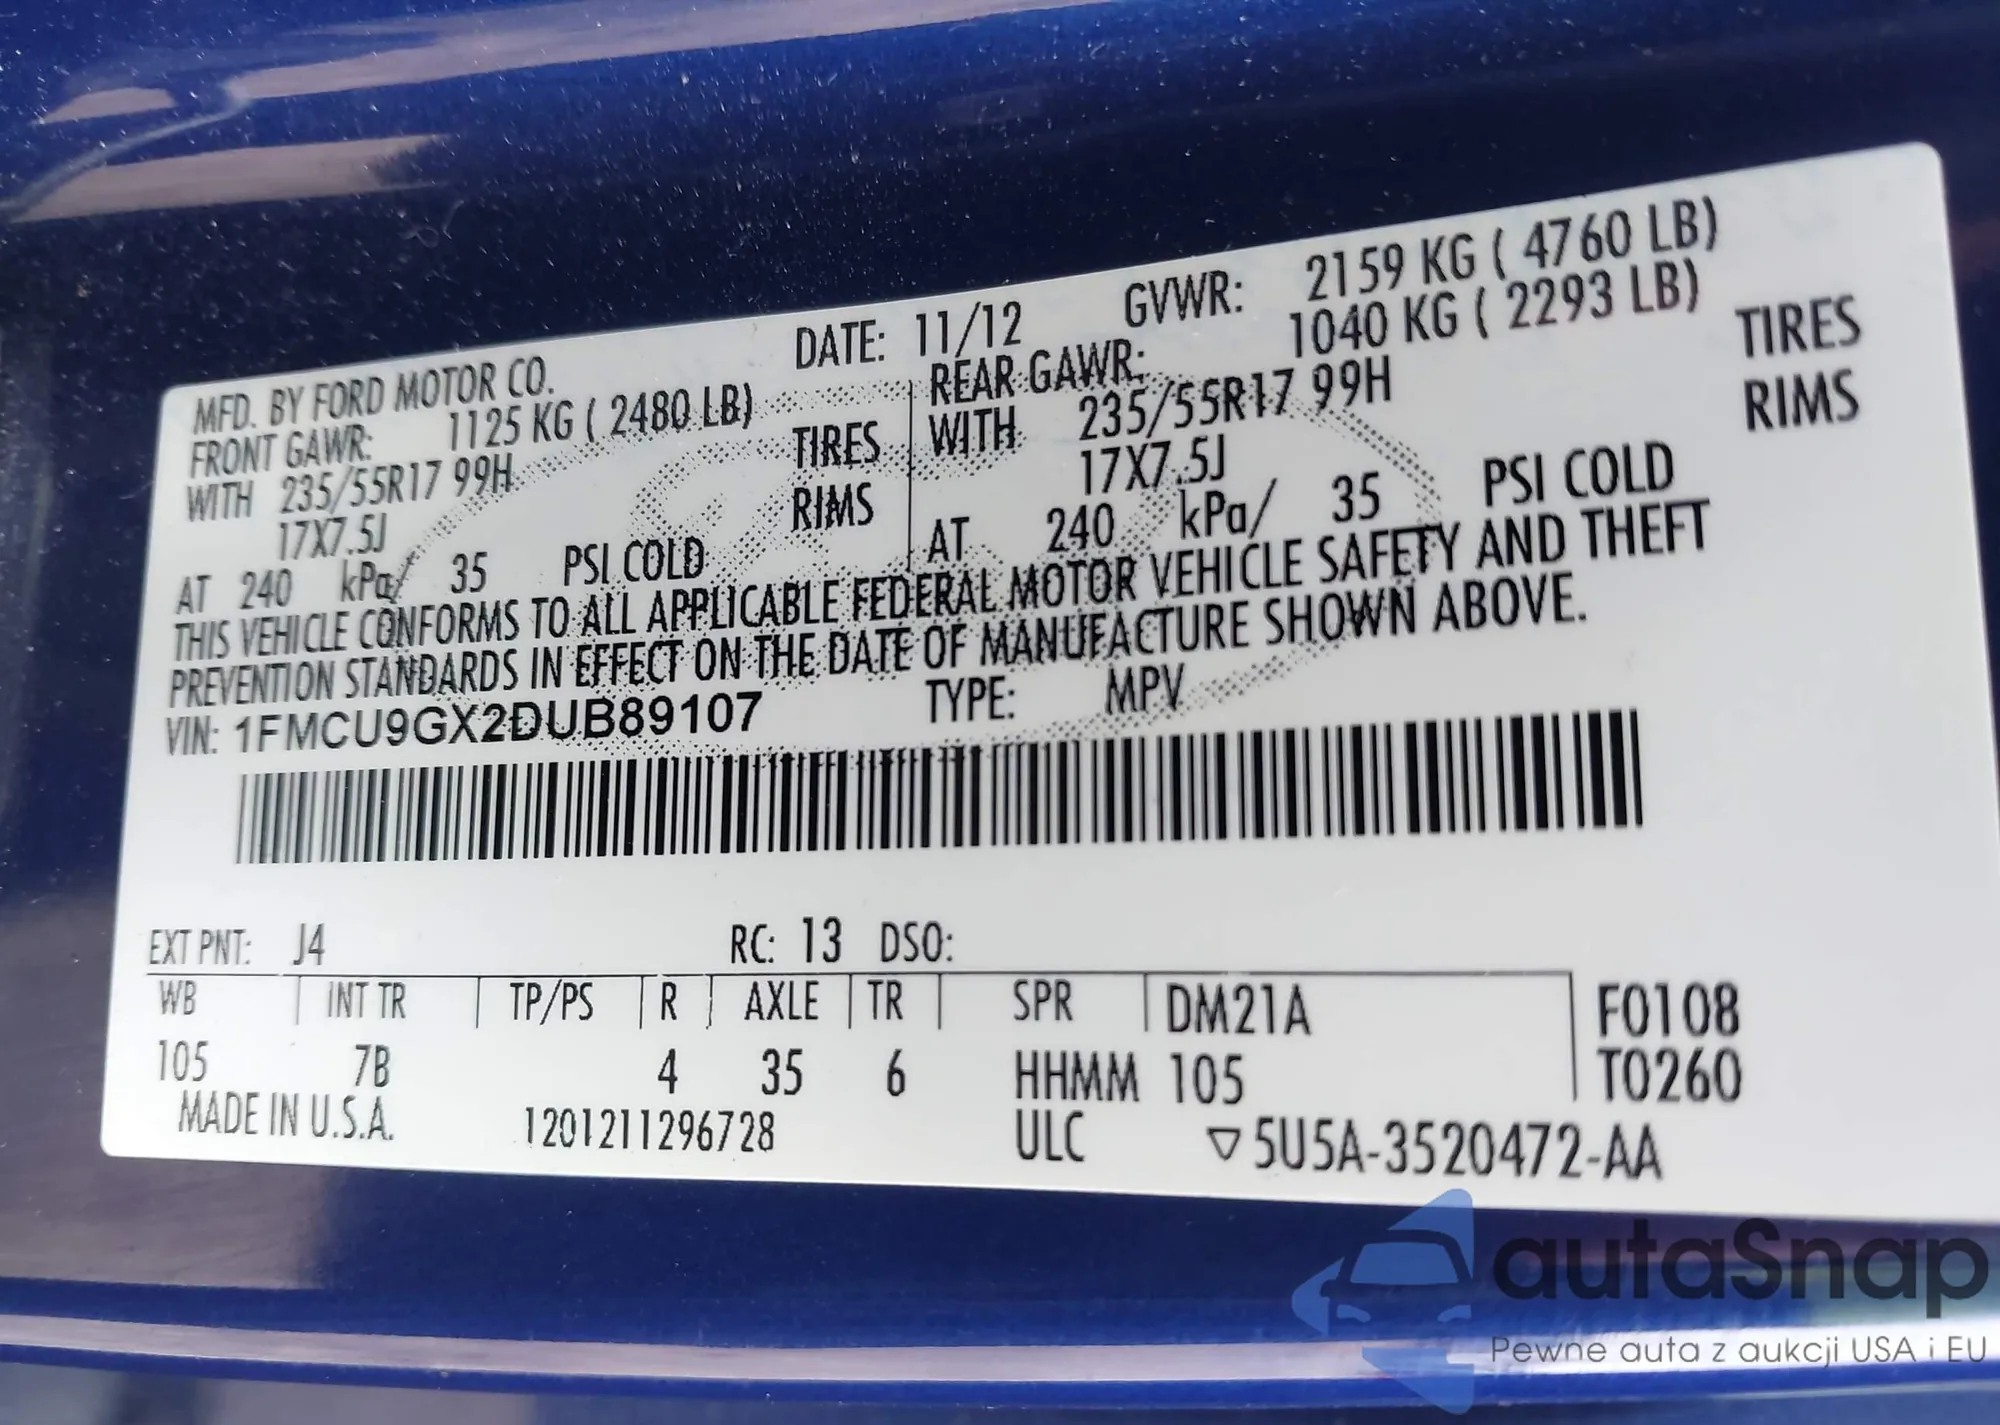 MFD. BY FORD MOTOR CO. DATE: 11/12 GVWR: 2159 KG ( 4760 LB)
FRONT GAWR: 1125 KG ( 2480 LB) REAR GAWR: 1040 KG ( 2293 LB)
WITH 235/55R17 99H TIRES WITH 235/55R17 99H TIRES
17X7.5J RIMS 17X7.5J RIMS
AT 240 kPa/ 35 PSI COLD AT 240 kPa/ 35 PSI COLD
THIS VEHICLE CONFORMS TO ALL APPLICABLE FEDERAL MOTOR VEHICLE SAFETY AND THEFT
PREVENTION STANDARDS IN EFFECT ON THE DATE OF MANUFACTURE SHOWN ABOVE.
VIN: 1FMCU9GX2DUB89107 TYPE: MPV
EXT PNT: J4 RC: 13 DSO:
WB INT TR TP/PS R AXLE TR SPR DM21A F0108
105 7B 4 35 6 HHMM 105 T0260
MADE IN U.S.A. 1201211296728 ULC ▽5U5A-3520472-AA
autaSnap
Pewne auta z aukcji USA i EU